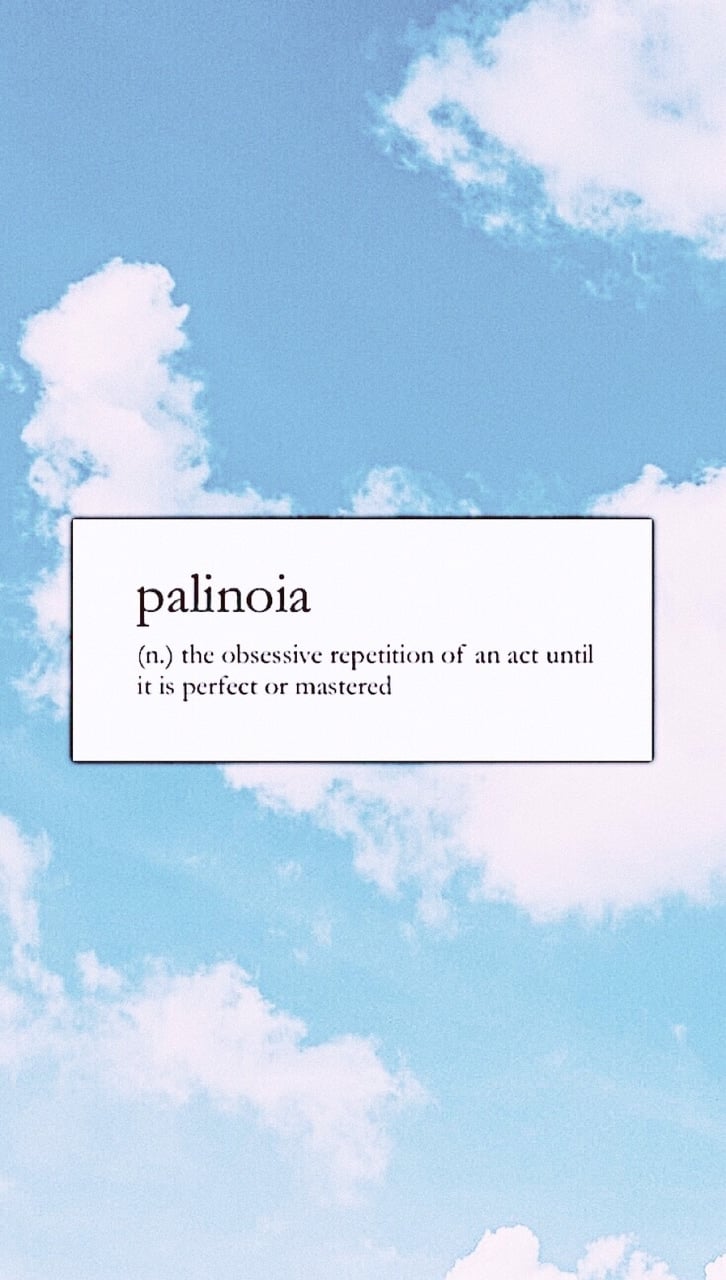 palinoia
(n.) the obsessive repetition of an act until
it is perfect or mastered